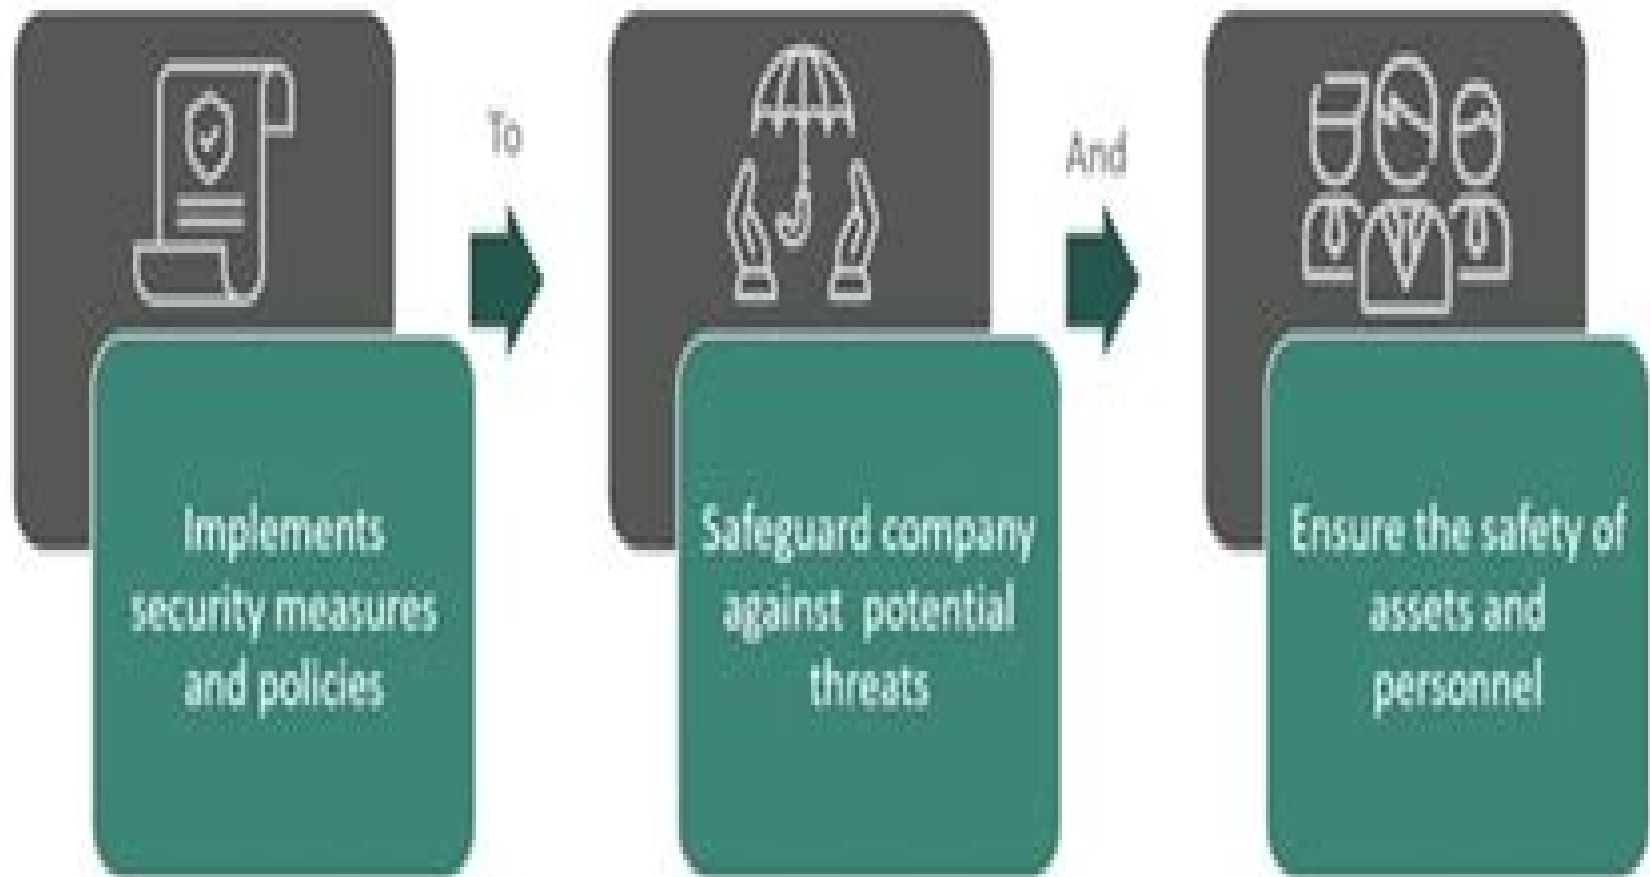 Implements
security measures
and policies
To
Safeguard company
against potential
threats
And
Ensure the safety of
assets and
personnel